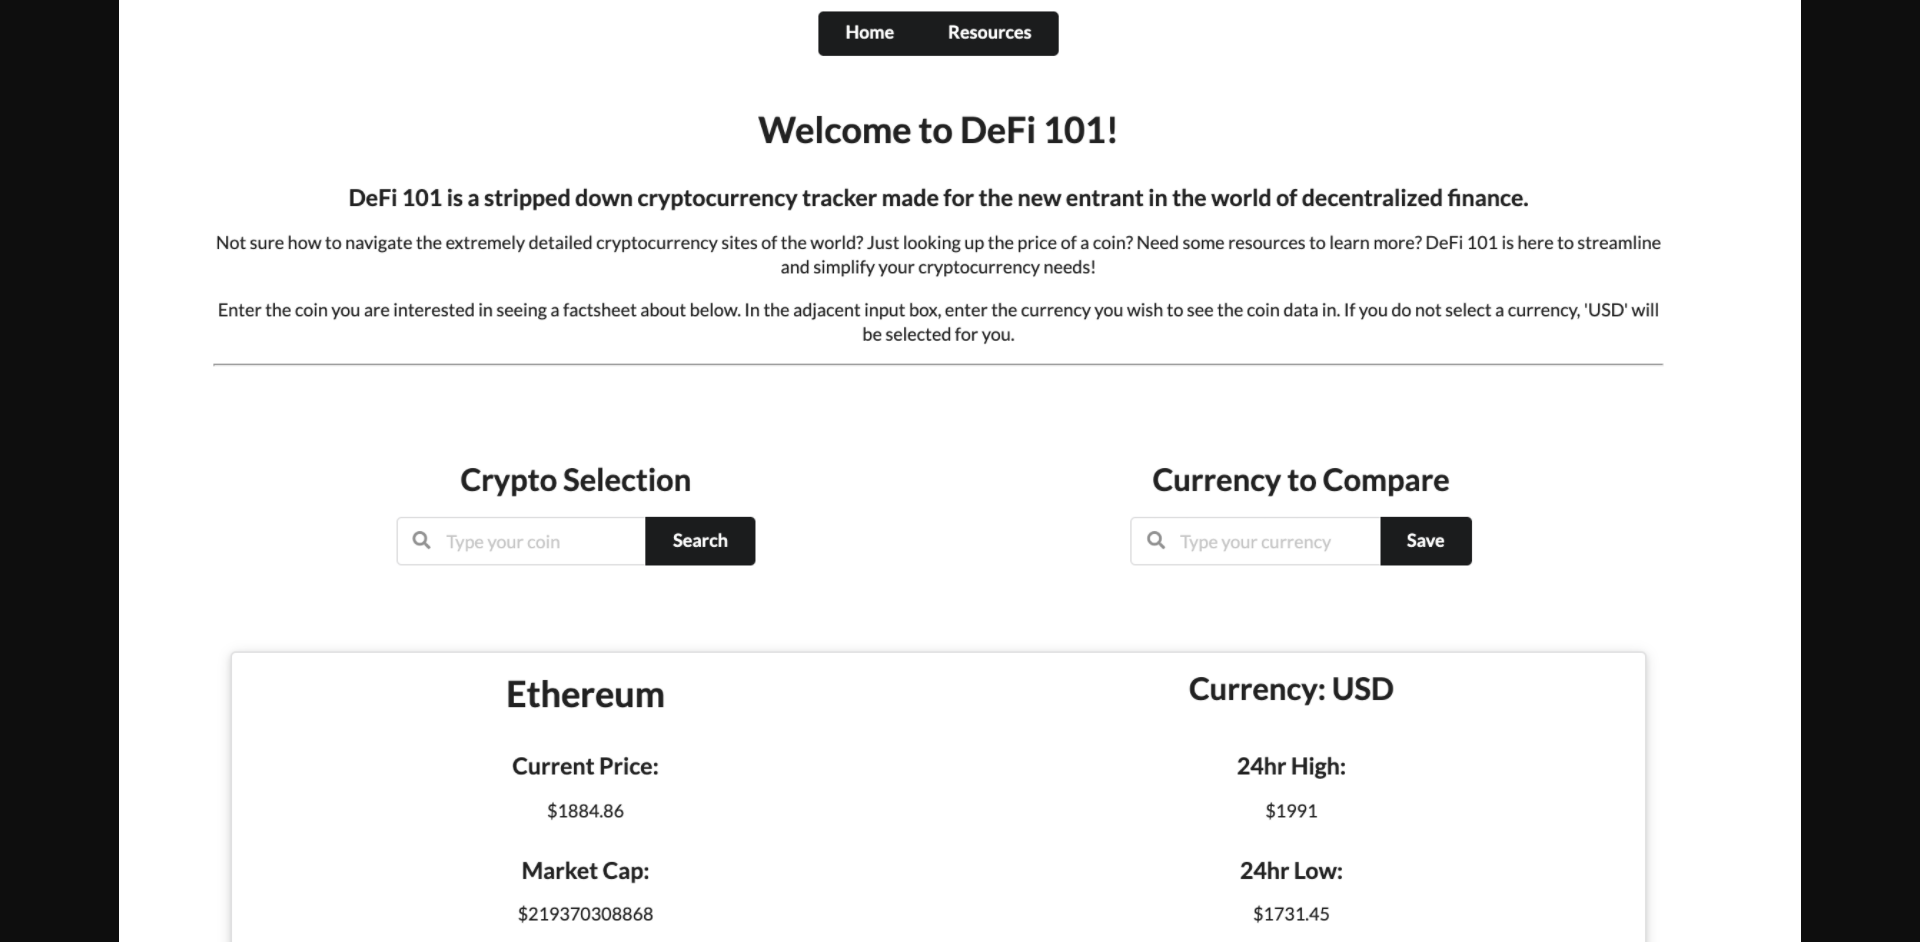 Home Resources
Welcome to DeFi 101!
DeFi 101 is a stripped down cryptocurrency tracker made for the new entrant in the world of decentralized finance.
Not sure how to navigate the extremely detailed cryptocurrency sites of the world? Just looking up the price of a coin? Need some resources to learn more? DeFi 101 is here to streamline
and simplify your cryptocurrency needs!
Enter the coin you are interested in seeing a factsheet about below. In the adjacent input box, enter the currency you wish to see the coin data in. If you do not select a currency, 'USD' will
be selected for you.
Crypto Selection
Type your coin Search
Currency to Compare
Type your currency Save
Ethereum
Current Price:
$1884.86
Market Cap:
$219370308868
Currency: USD
24hr High:
$1991
24hr Low:
$1731.45